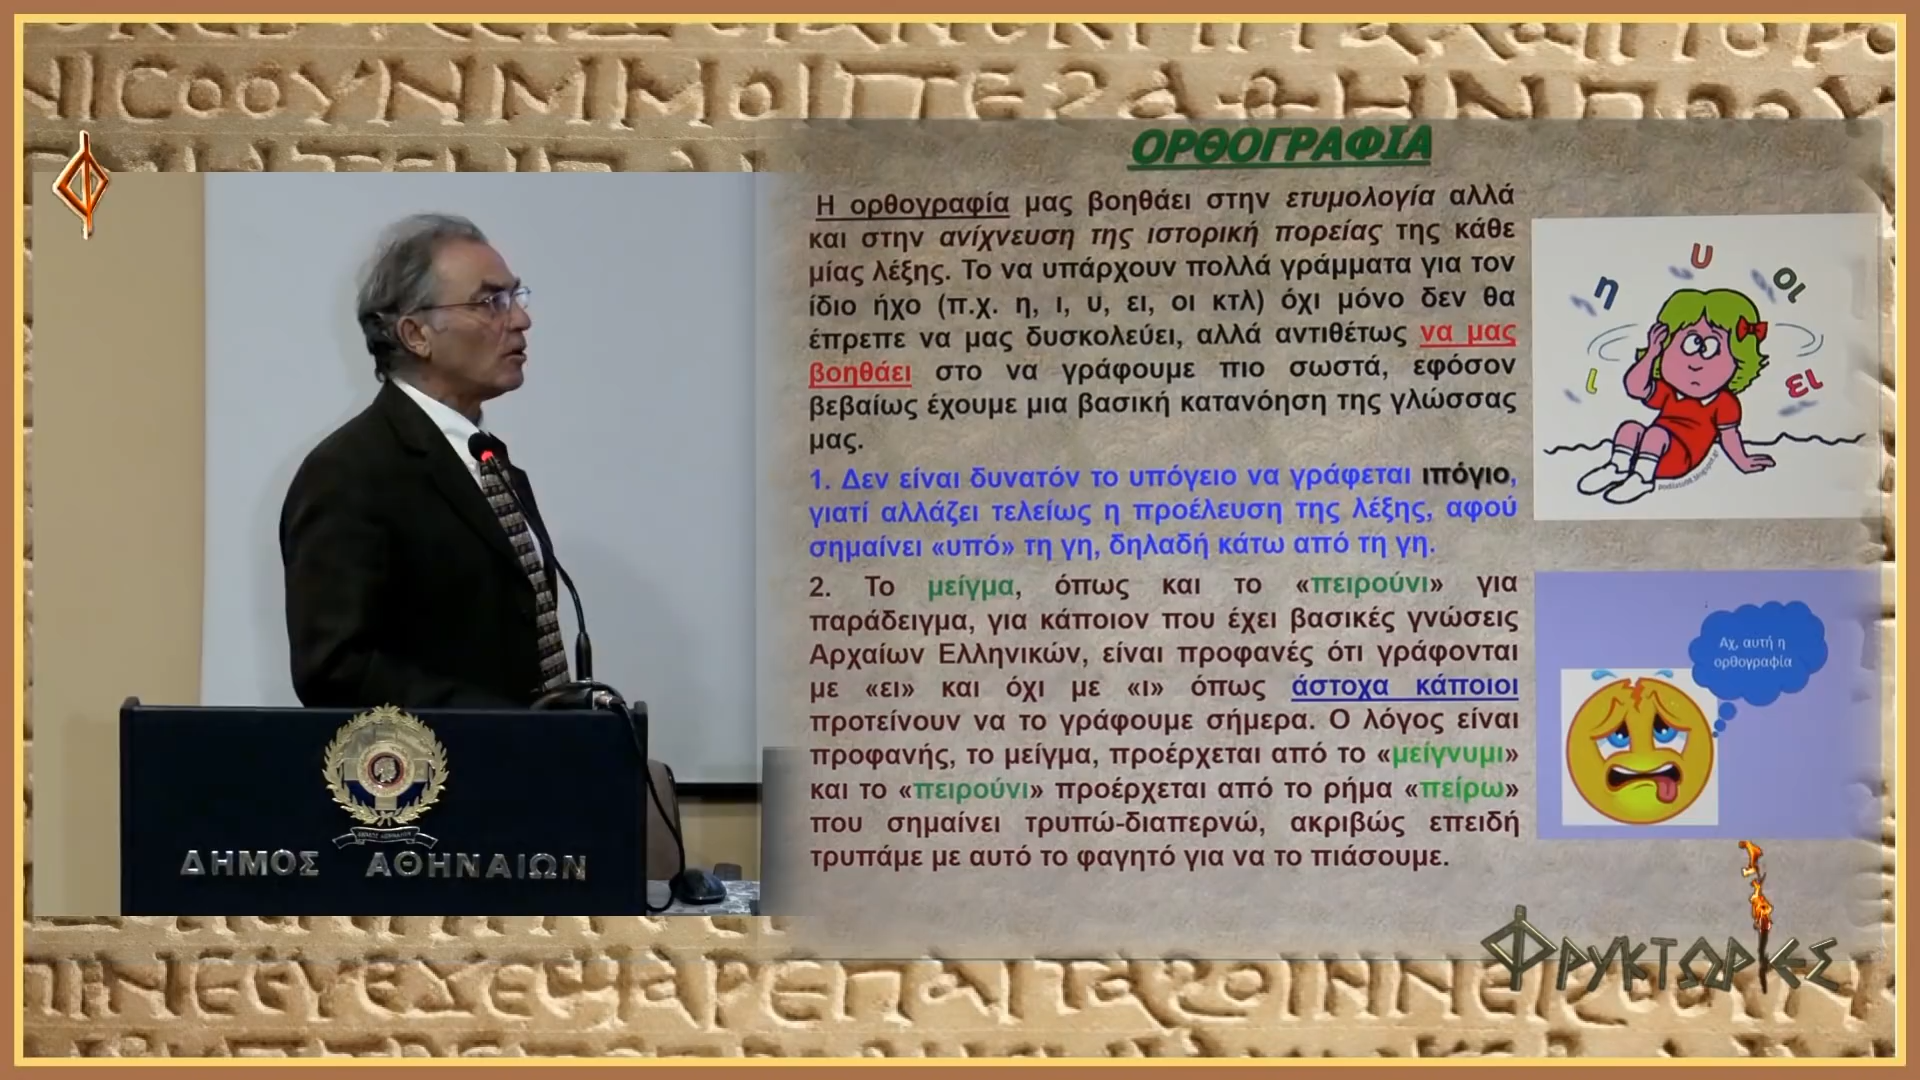 ΟΡΘΟΓΡΑΦΙΑ
Η ορθογραφία μας βοηθάει στην ετυμολογία αλλά
και στην ανίχνευση της ιστορική πορείας της κάθε
μίας λέξης. Το να υπάρχουν πολλά γράμματα για τον
ίδιο ήχο (π.χ. η, ι, υ, ει, οι κτλ) όχι μόνο δεν θα
έπρεπε να μας δυσκολεύει, αλλά αντιθέτως να μας
βοηθάει στο να γράφουμε πιο σωστά, εφόσον
βεβαίως έχουμε μια βασική κατανόηση της γλώσσας
μας.
1. Δεν είναι δυνατόν το υπόγειο να γράφεται ιπόγιο,
γιατί αλλάζει τελείως η προέλευση της λέξης, αφού
σημαίνει «υπό» τη γη, δηλαδή κάτω από τη γη.
2. Το μείγμα, όπως και το «πειρούνι» για
παράδειγμα, για κάποιον που έχει βασικές γνώσεις
Αρχαίων Ελληνικών, είναι προφανές ότι γράφονται
με «ει» και όχι με «ι» όπως άστοχα κάποιοι
προτείνουν να το γράφουμε σήμερα. Ο λόγος είναι
προφανής, το μείγμα, προέρχεται από το «μείγνυμι»
και το «πειρούνι» προέρχεται από το ρήμα «πείρω»
που σημαίνει τρυπώ-διαπερνώ, ακριβώς επειδή
τρυπάμε με αυτό το φαγητό για να το πιάσουμε.
η υ οι
ι ει
Αχ, αυτή η
ορθογραφία
ΔΗΜΟΣ ΑΘΗΝΑΙΩΝ
ΦΡΥΚΤΩΡΙΕΣ